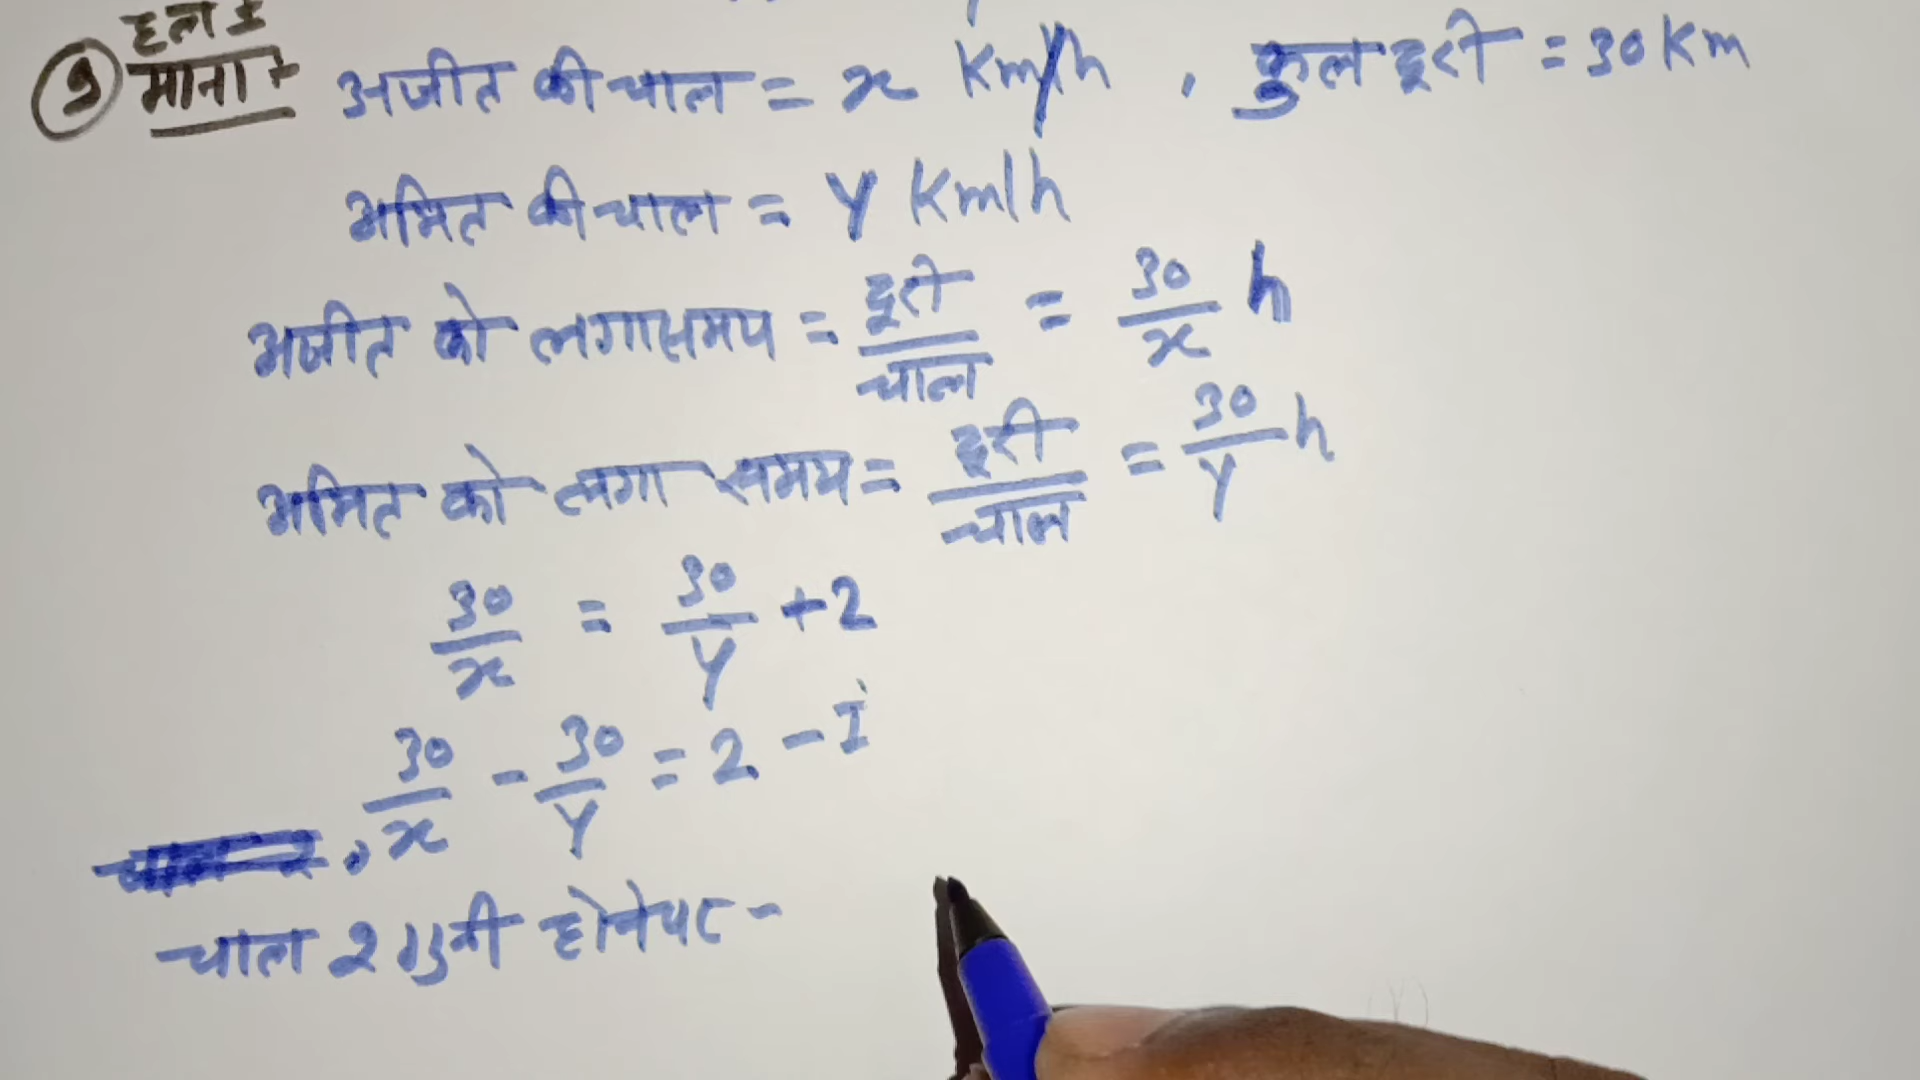 हल :-
③ माना :- अजीत की चाल = x Km/h , कुल दूरी = 30 Km
अमित की चाल = y Km/h
अजीत को लगा समय = दूरी/चाल = 30/x h
अमित को लगा समय = दूरी/चाल = 30/y h
30/x = 30/y + 2
30/x - 30/y = 2 - I
चाल 2 गुनी होने पर -